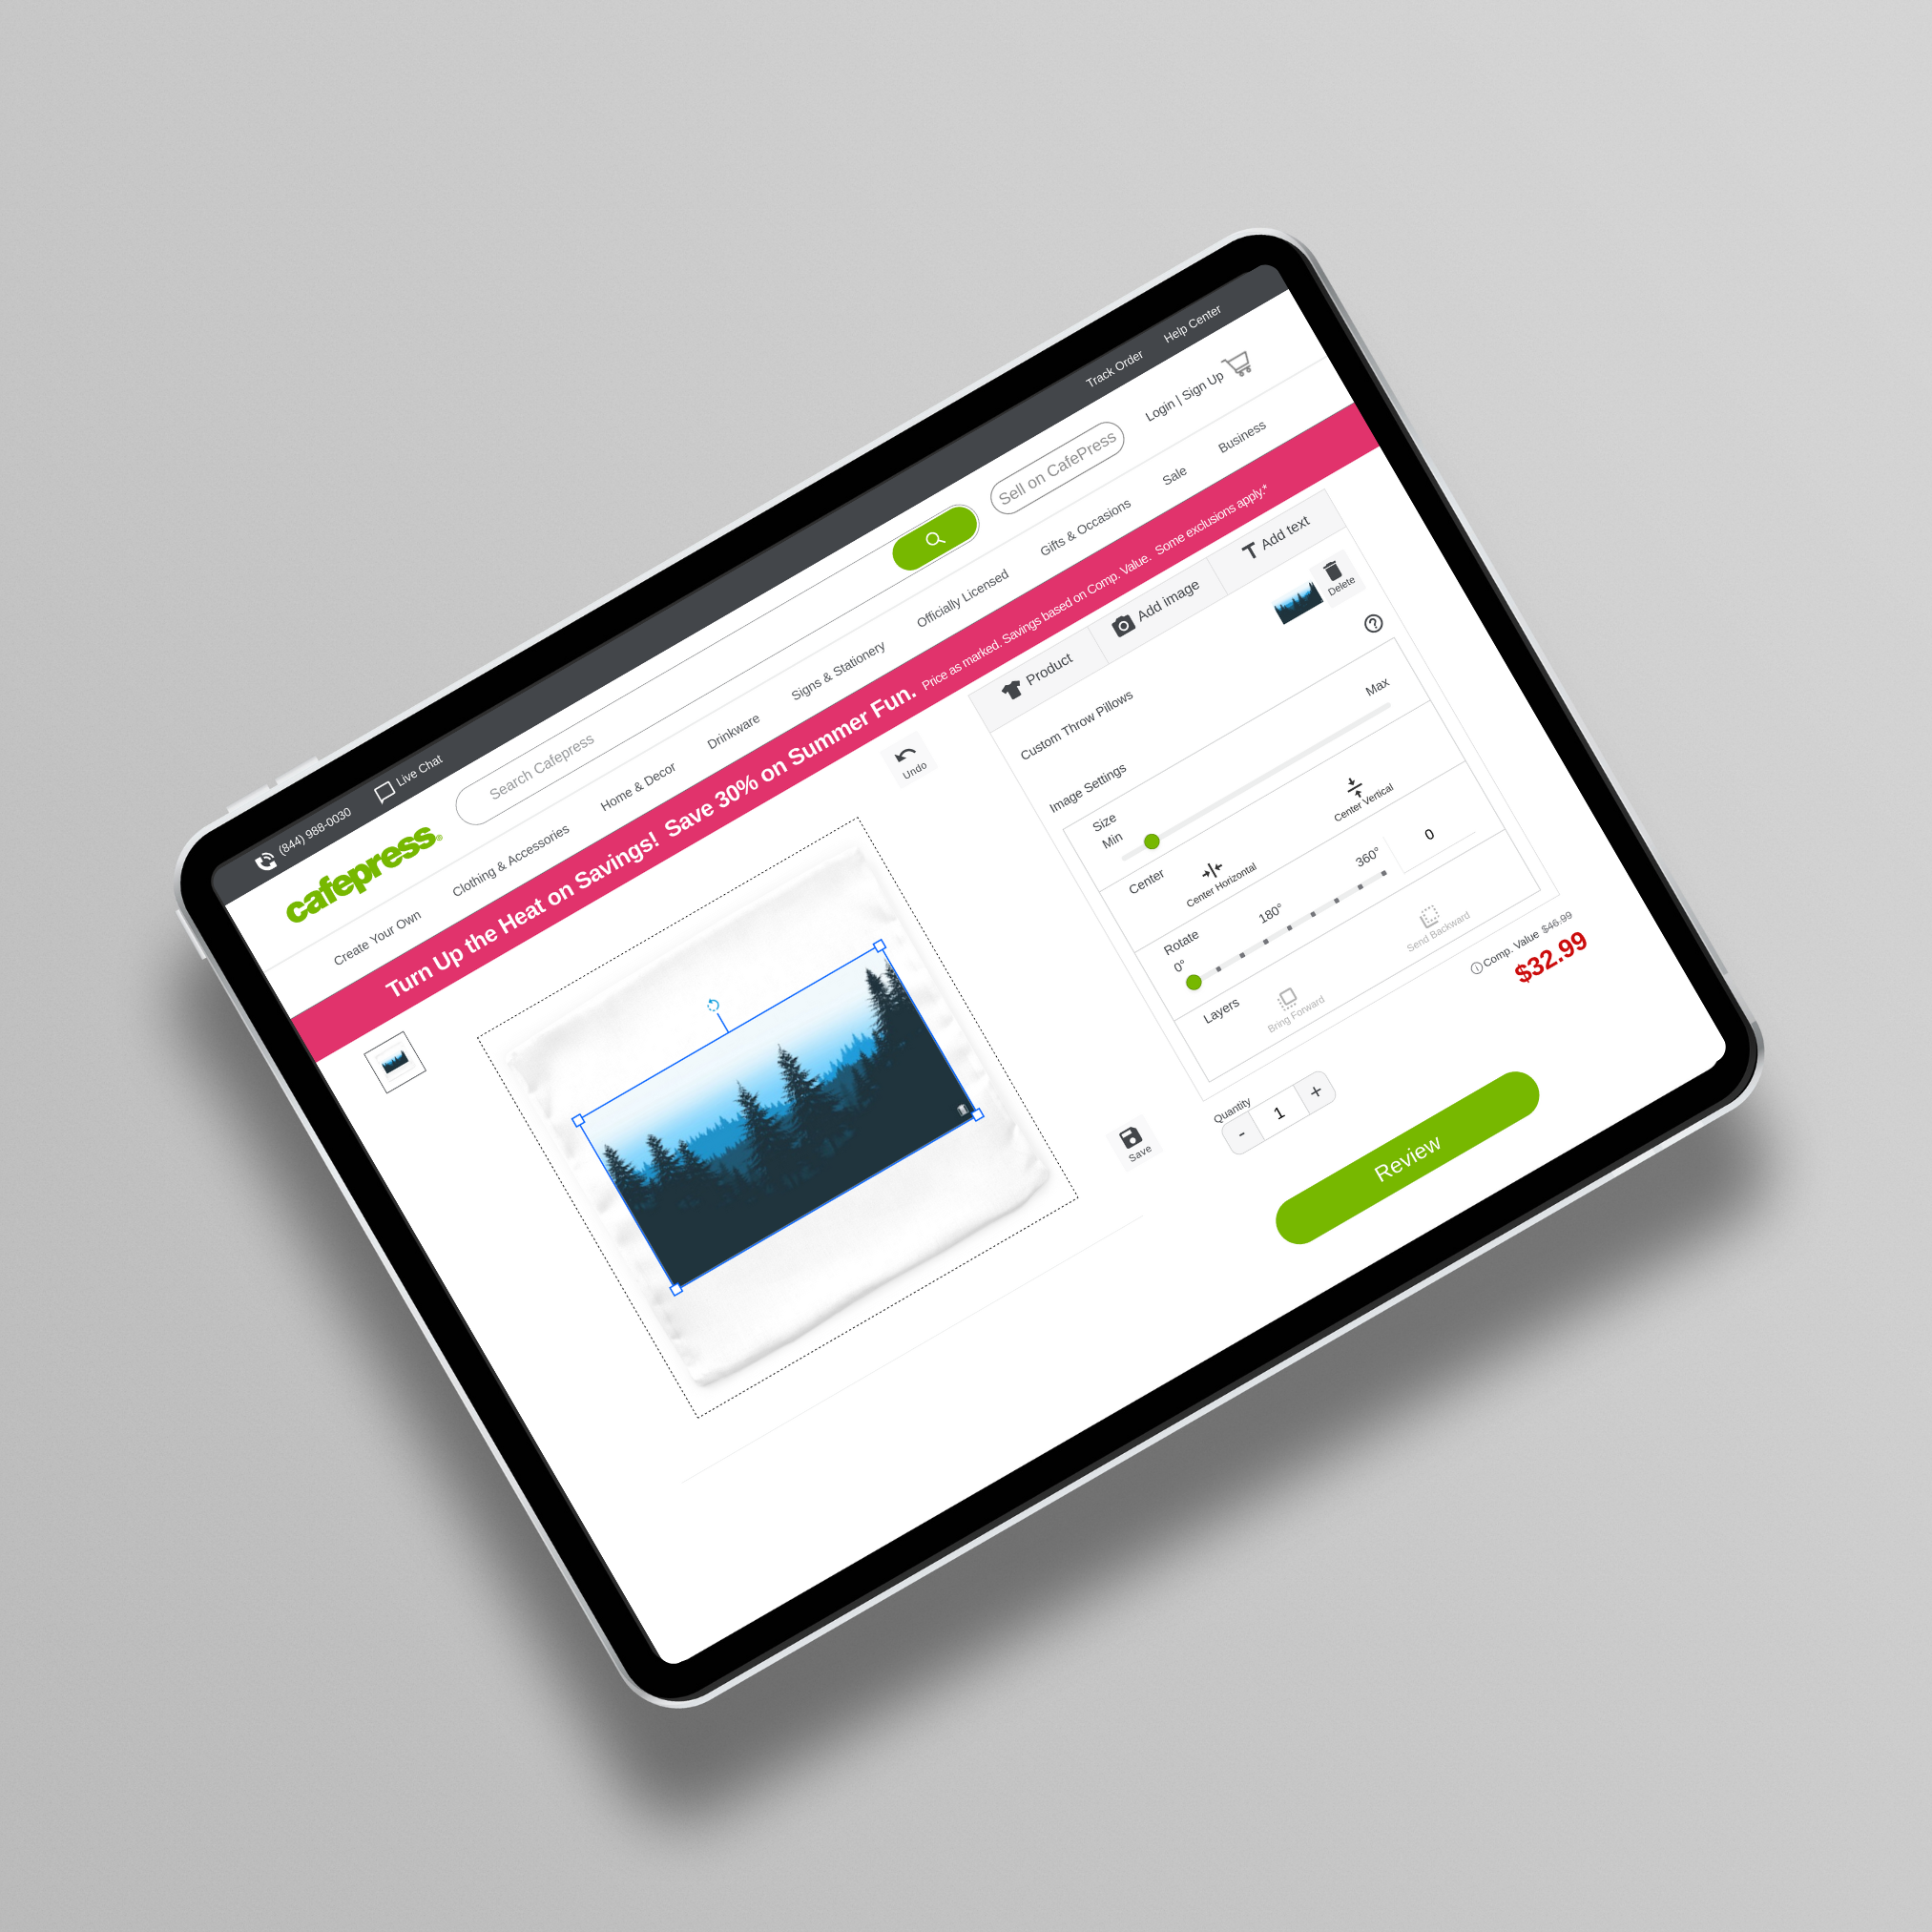 (844) 988-0030 Live Chat Track Order Help Center
cafepress® Search Cafepress Sell on CafePress Login | Sign Up
Create Your Own Clothing & Accessories Home & Decor Drinkware Signs & Stationery Officially Licensed Gifts & Occasions Sale Business
Turn Up the Heat on Savings! Save 30% on Summer Fun. Price as marked. Savings based on Comp. Value. Some exclusions apply.*
Undo
Save
Product Add image Add text
Custom Throw Pillows
Delete
Image Settings
Size
Min Max
Center
Center Horizontal Center Vertical
Rotate
0° 180° 360° 0
Layers
Bring Forward Send Backward
Quantity
- 1 +
Comp. Value $46.99
$32.99
Review